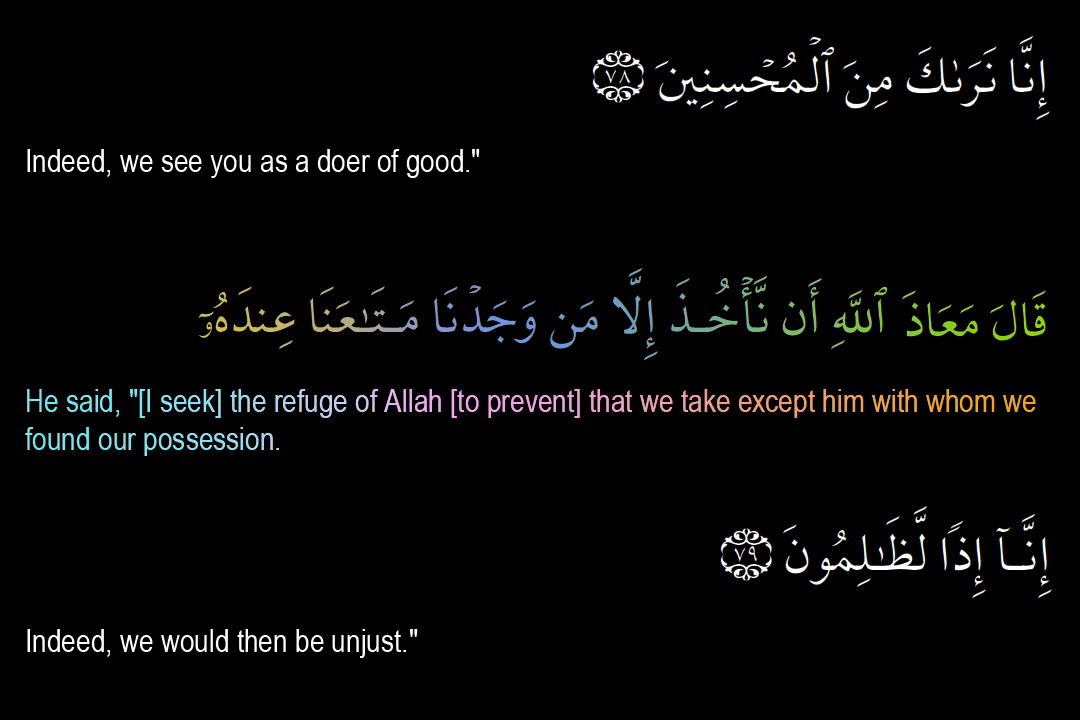 إِنَّا نَرَىٰكَ مِنَ ٱلۡمُحۡسِنِينَ ٧٨
Indeed, we see you as a doer of good."
قَالَ مَعَاذَ ٱللَّهِ أَن نَّأۡخُذَ إِلَّا مَن وَجَدۡنَا مَتَٰعَنَا عِندَهُۥٓ
He said, "[I seek] the refuge of Allah [to prevent] that we take except him with whom we
found our possession.
إِنَّآ إِذٗا لَّظَٰلِمُونَ ٧٩
Indeed, we would then be unjust."